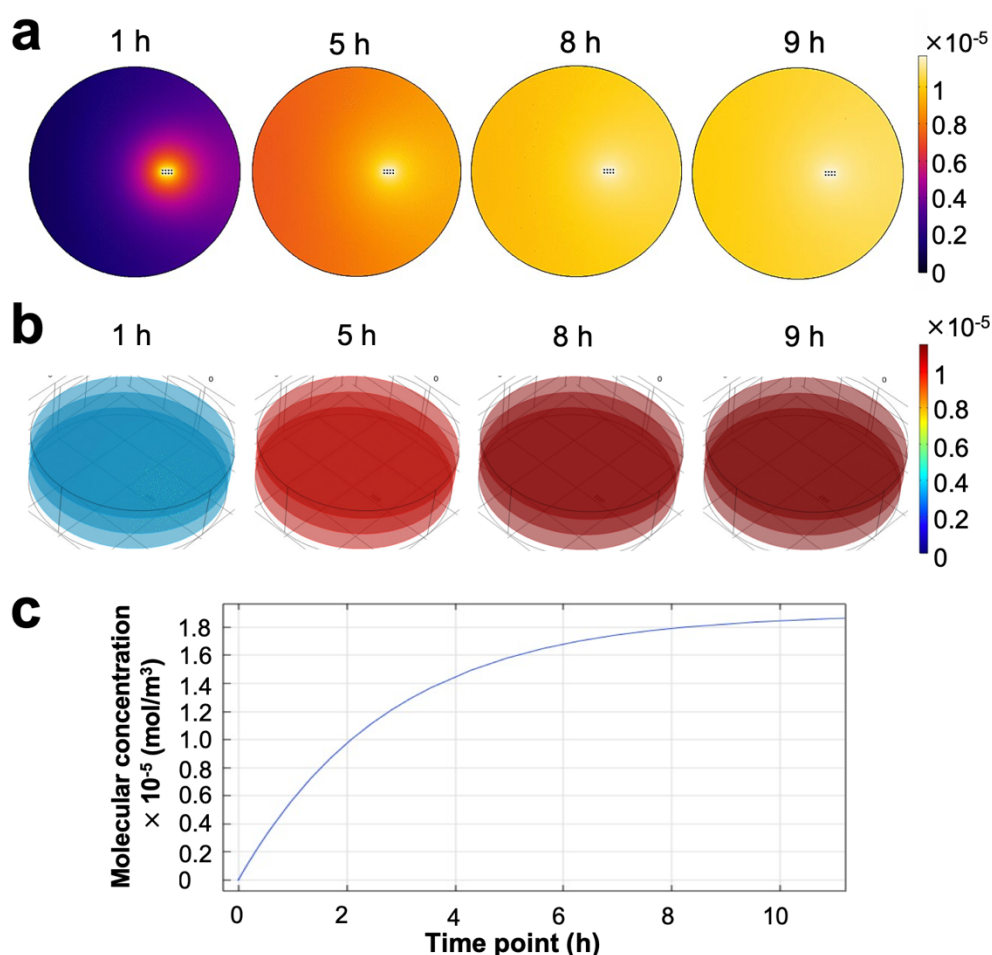 a
1 h 5 h 8 h 9 h
×10⁻⁵
1
0.8
0.6
0.4
0.2
0
b
1 h 5 h 8 h 9 h
×10⁻⁵
1
0.8
0.6
0.4
0.2
0
c
Molecular concentration
× 10⁻⁵ (mol/m³)
1.8
1.6
1.4
1.2
1.0
0.8
0.6
0.4
0.2
0
0 2 4 6 8 10
Time point (h)